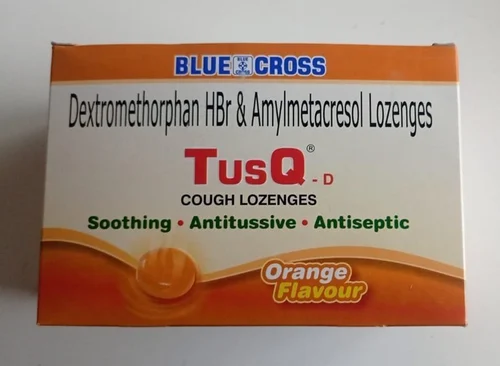 BLUE CROSS
Dextromethorphan HBr & Amylmetacresol Lozenges
TusQ® - D
COUGH LOZENGES
Soothing • Antitussive • Antiseptic
Orange
Flavour